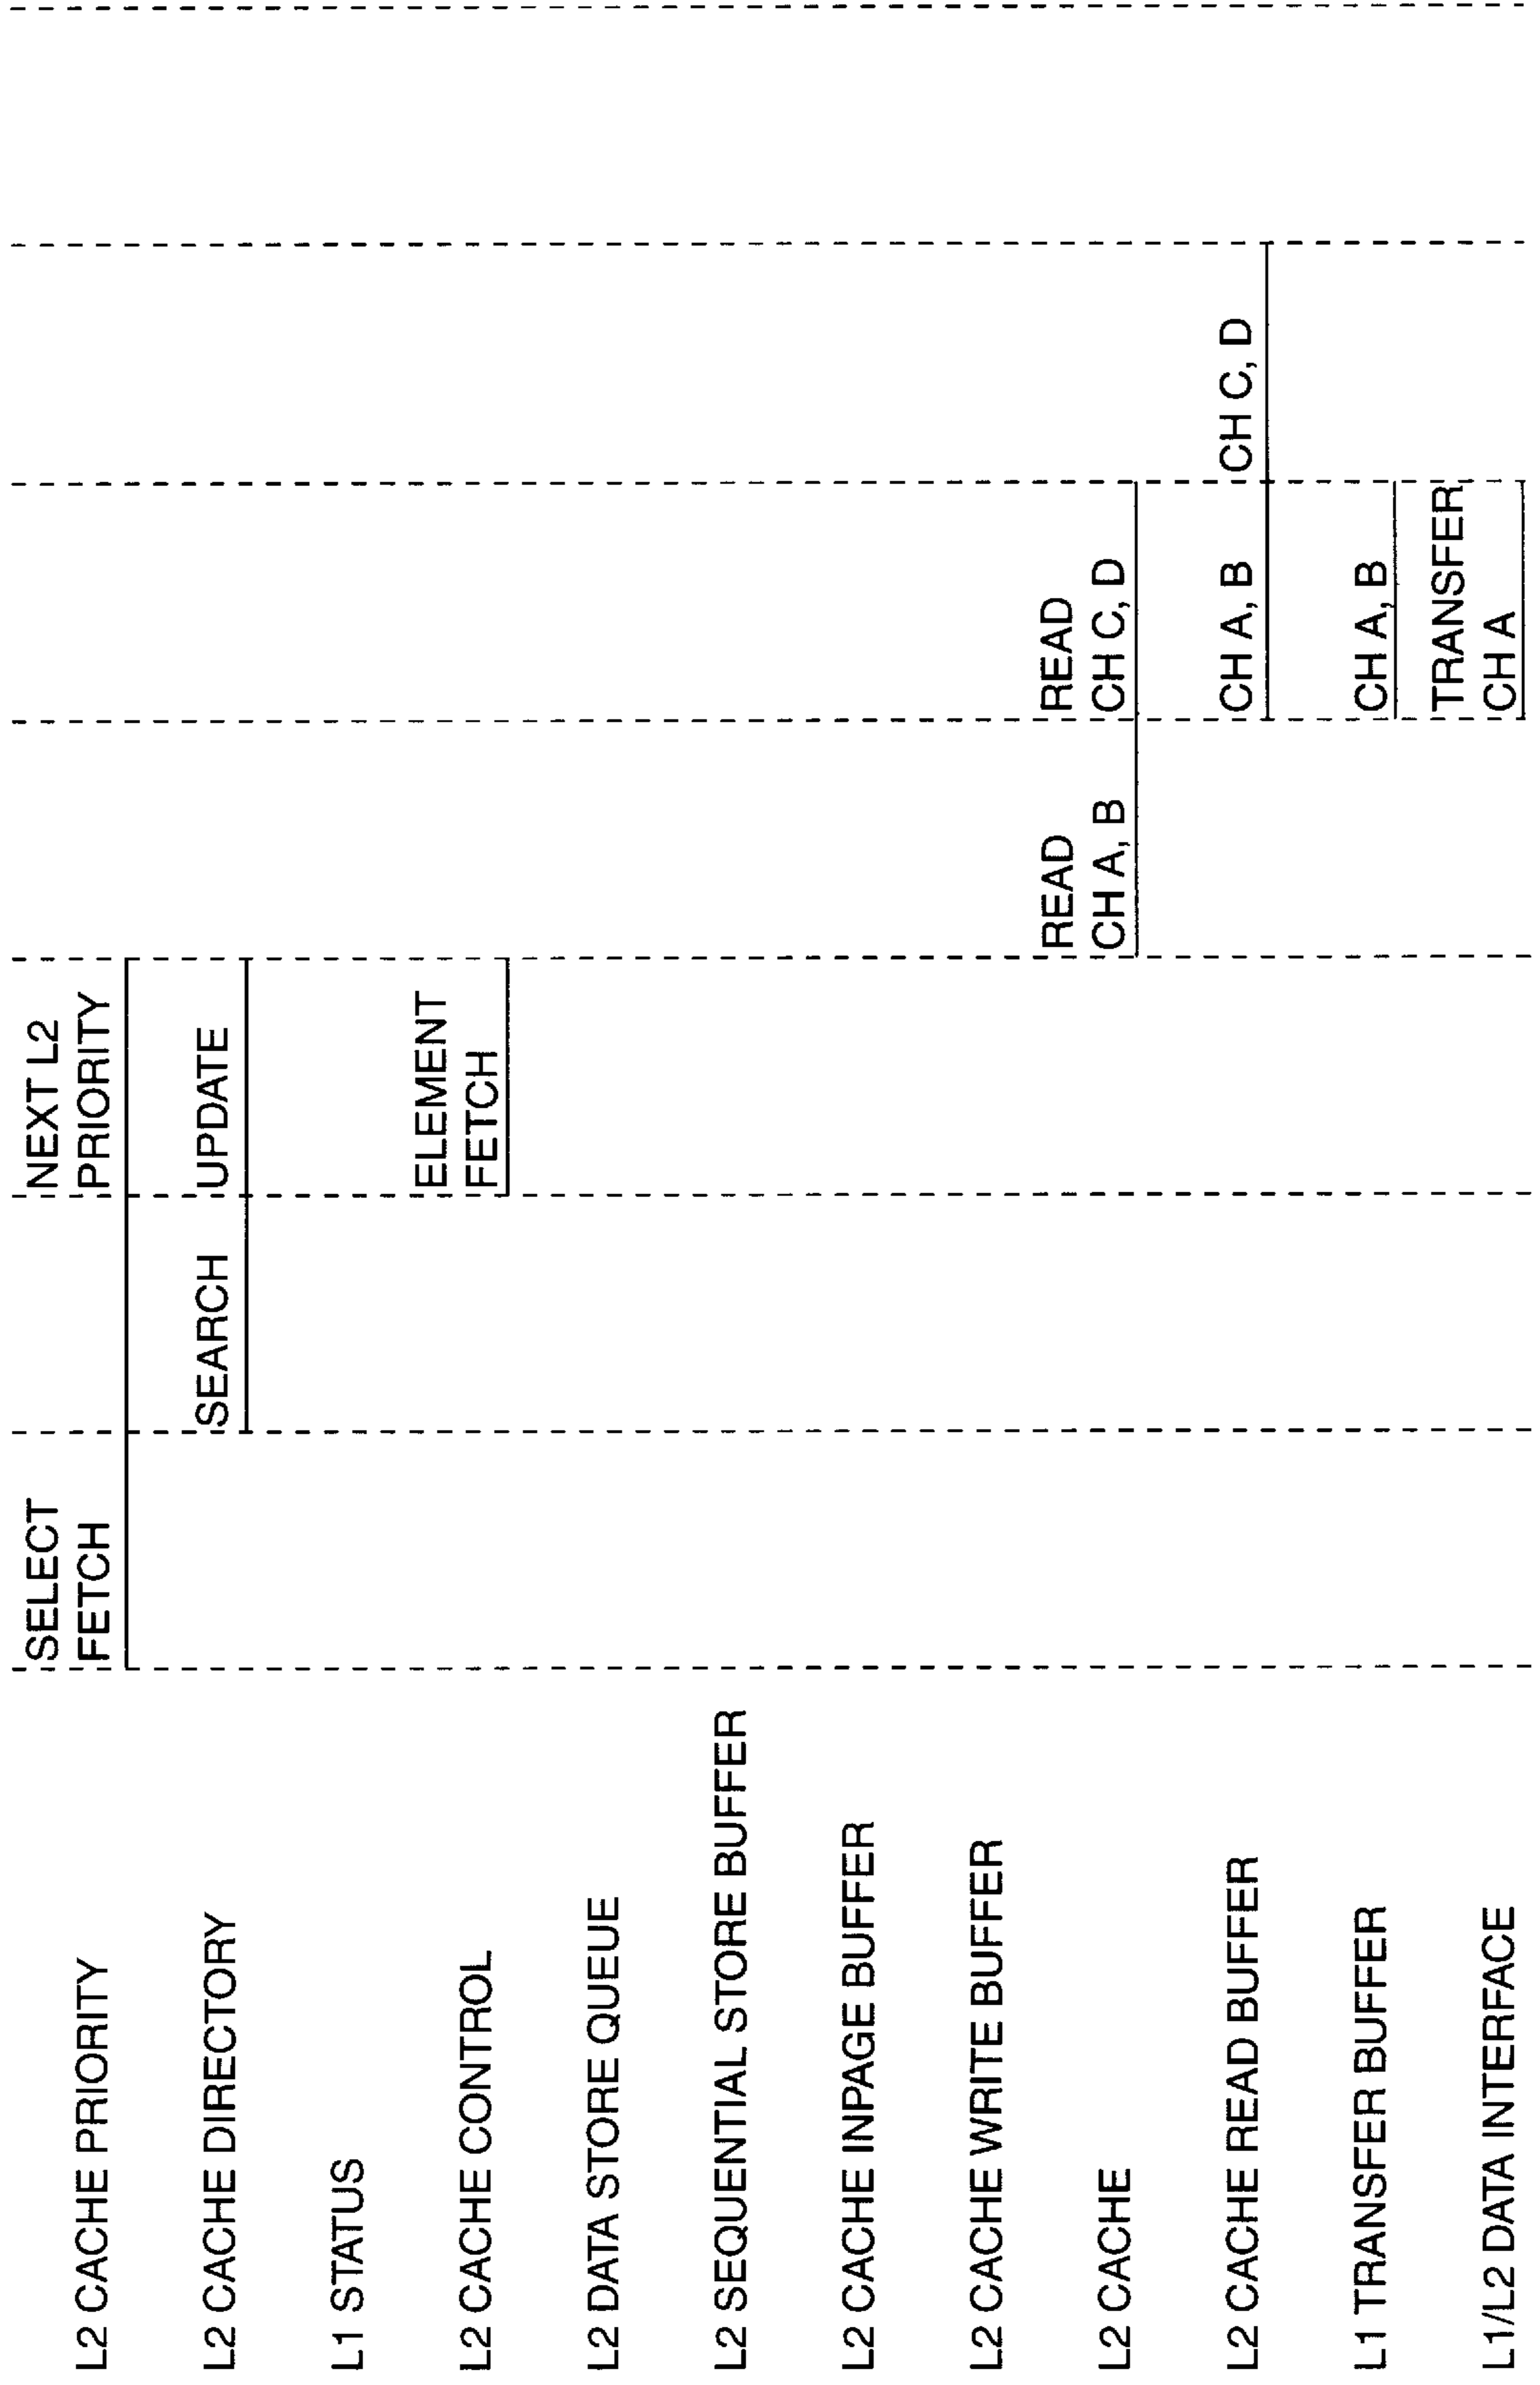 SELECT NEXT L2
L2 CACHE PRIORITY FETCH PRIORITY
L2 CACHE DIRECTORY SEARCH UPDATE
L1 STATUS
ELEMENT
L2 CACHE CONTROL FETCH
L2 DATA STORE QUEUE
L2 SEQUENTIAL STORE BUFFER
L2 CACHE INPAGE BUFFER
L2 CACHE WRITE BUFFER
READ READ
L2 CACHE CH A, B CH C, D
L2 CACHE READ BUFFER CH A, B CH C, D
L1 TRANSFER BUFFER CH A, B
TRANSFER
L1/L2 DATA INTERFACE CH A